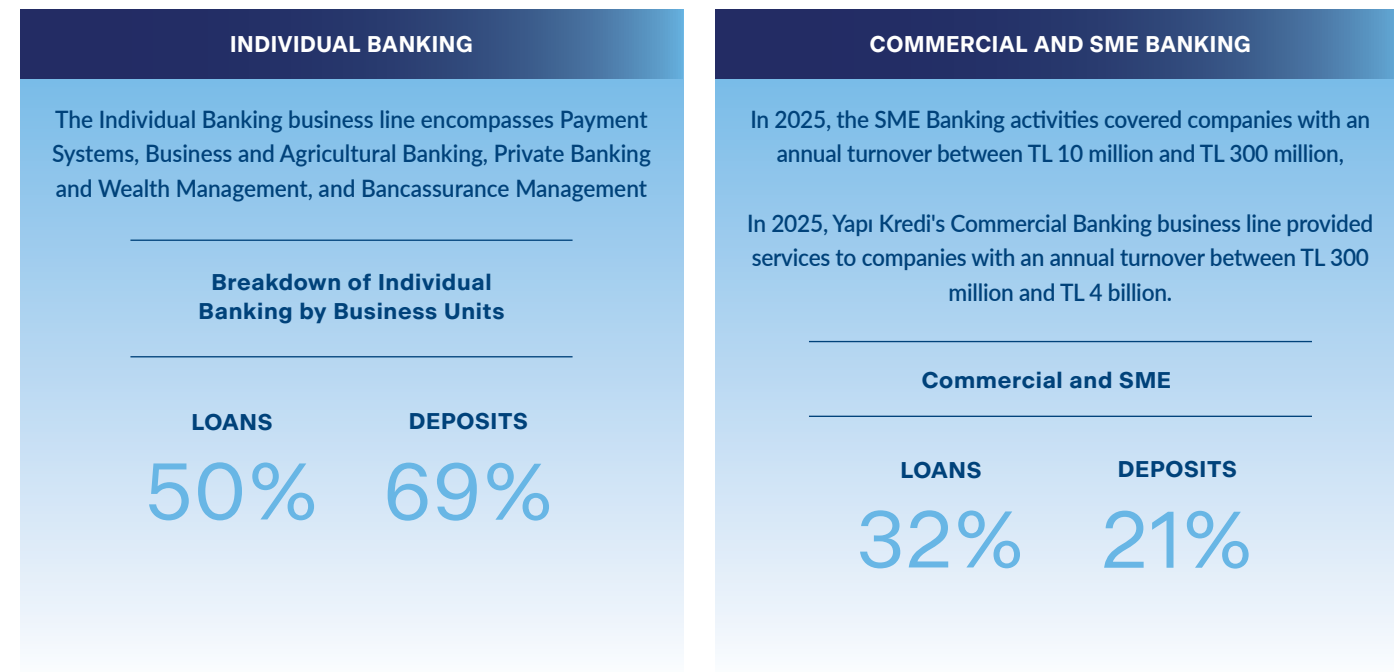 INDIVIDUAL BANKING
The Individual Banking business line encompasses Payment
Systems, Business and Agricultural Banking, Private Banking
and Wealth Management, and Bancassurance Management
Breakdown of Individual
Banking by Business Units
LOANS DEPOSITS
50% 69%
COMMERCIAL AND SME BANKING
In 2025, the SME Banking activities covered companies with an
annual turnover between TL 10 million and TL 300 million,
In 2025, Yapı Kredi's Commercial Banking business line provided
services to companies with an annual turnover between TL 300
million and TL 4 billion.
Commercial and SME
LOANS DEPOSITS
32% 21%